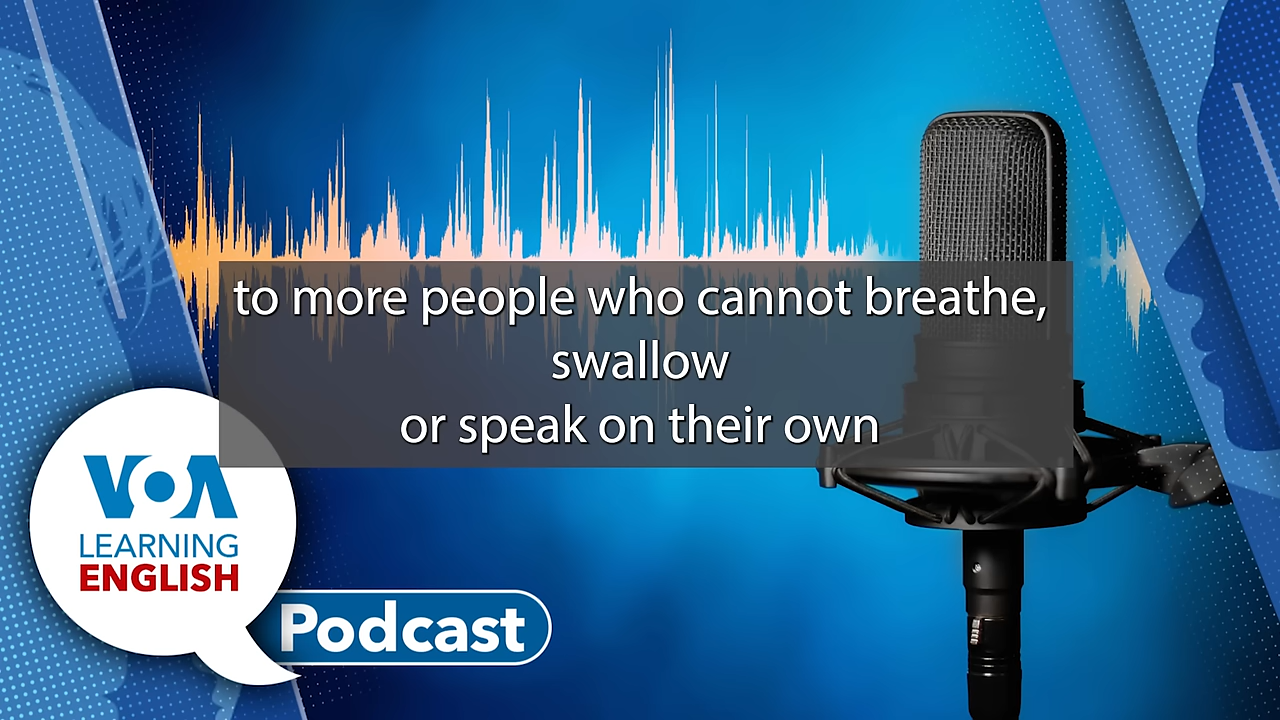 to more people who cannot breathe,
swallow
or speak on their own
VOA
LEARNING
ENGLISH
Podcast